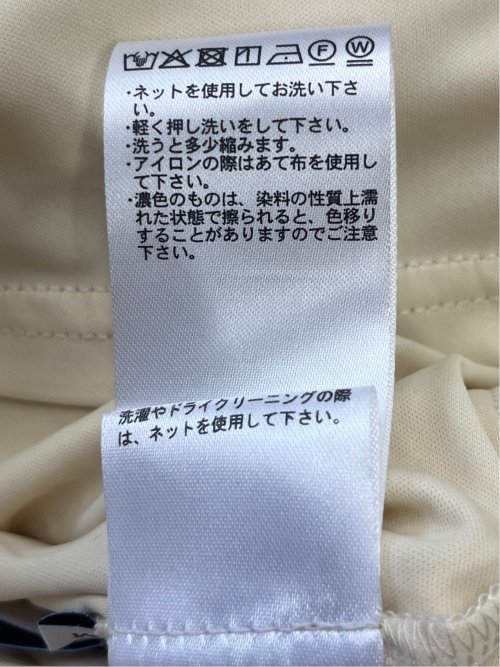 ・ネットを使用してお洗い下さ
い。
・軽く押し洗いをして下さい。
・洗うと多少縮みます。
・アイロンの際はあて布を使用し
て下さい。
・濃色のものは、染料の性質上濡
れた状態で擦られると、色移り
することがありますのでご注意
下さい。
洗濯やドライクリーニングの際
は、ネットを使用して下さい。